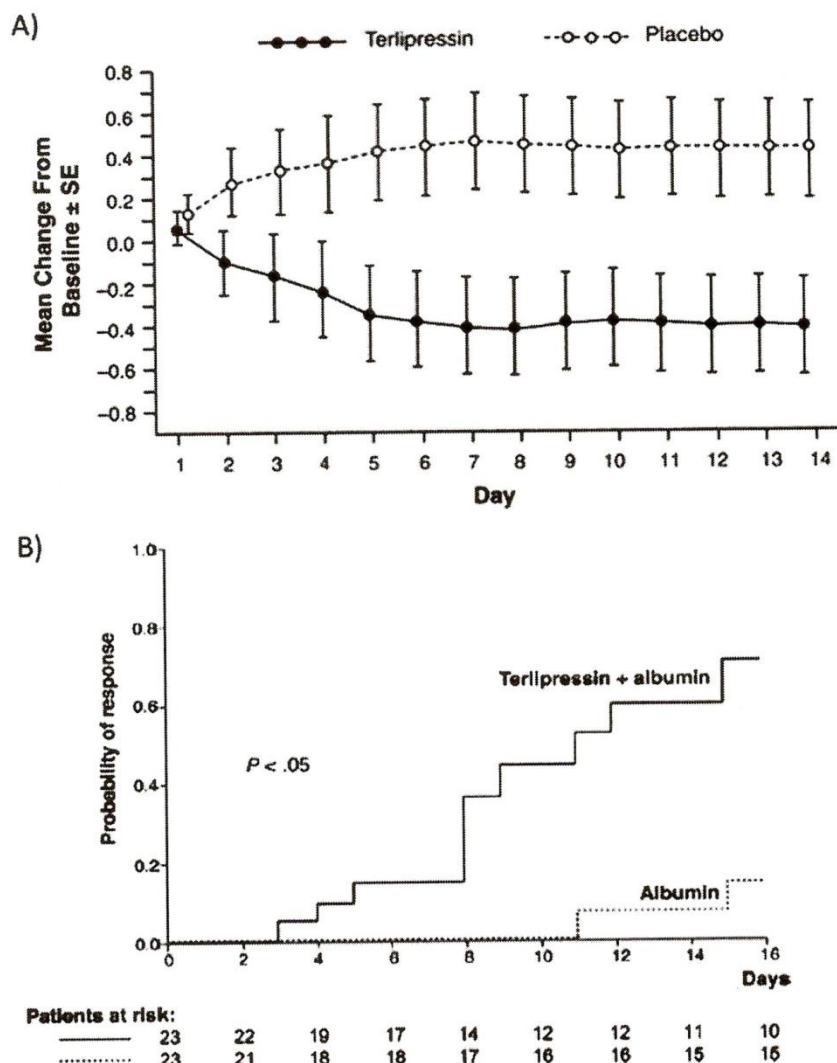 A)
Terlipressin Placebo
Mean Change From
Baseline ± SE
0.8
0.6
0.4
0.2
0.0
−0.2
−0.4
−0.6
−0.8
1 2 3 4 5 6 7 8 9 10 11 12 13 14
Day
B)
Probability of response
1.0
0.8
0.6
0.4
0.2
0.0
Terlipressin + albumin
P < .05
Albumin
0 2 4 6 8 10 12 14 16
Days
Patients at risk:
23 22 19 17 14 12 12 11 10
23 21 18 18 17 16 16 15 15